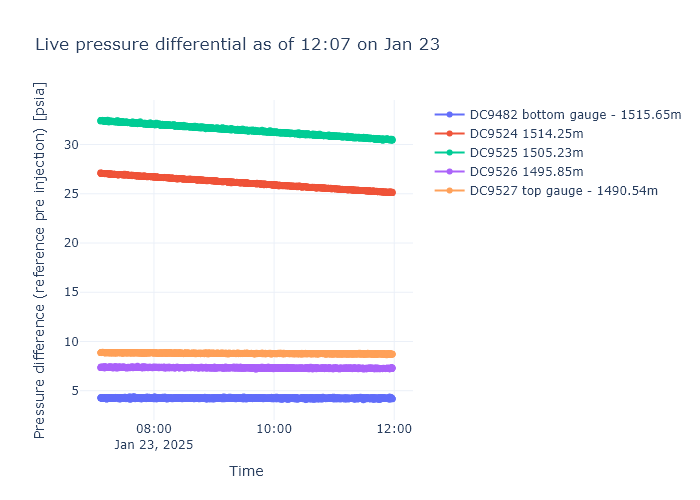 Live pressure differential as of 12:07 on Jan 23
Pressure difference (reference pre injection) [psia]
30
25
20
15
10
5
08:00
Jan 23, 2025
10:00
12:00
Time
DC9482 bottom gauge - 1515.65m
DC9524 1514.25m
DC9525 1505.23m
DC9526 1495.85m
DC9527 top gauge - 1490.54m